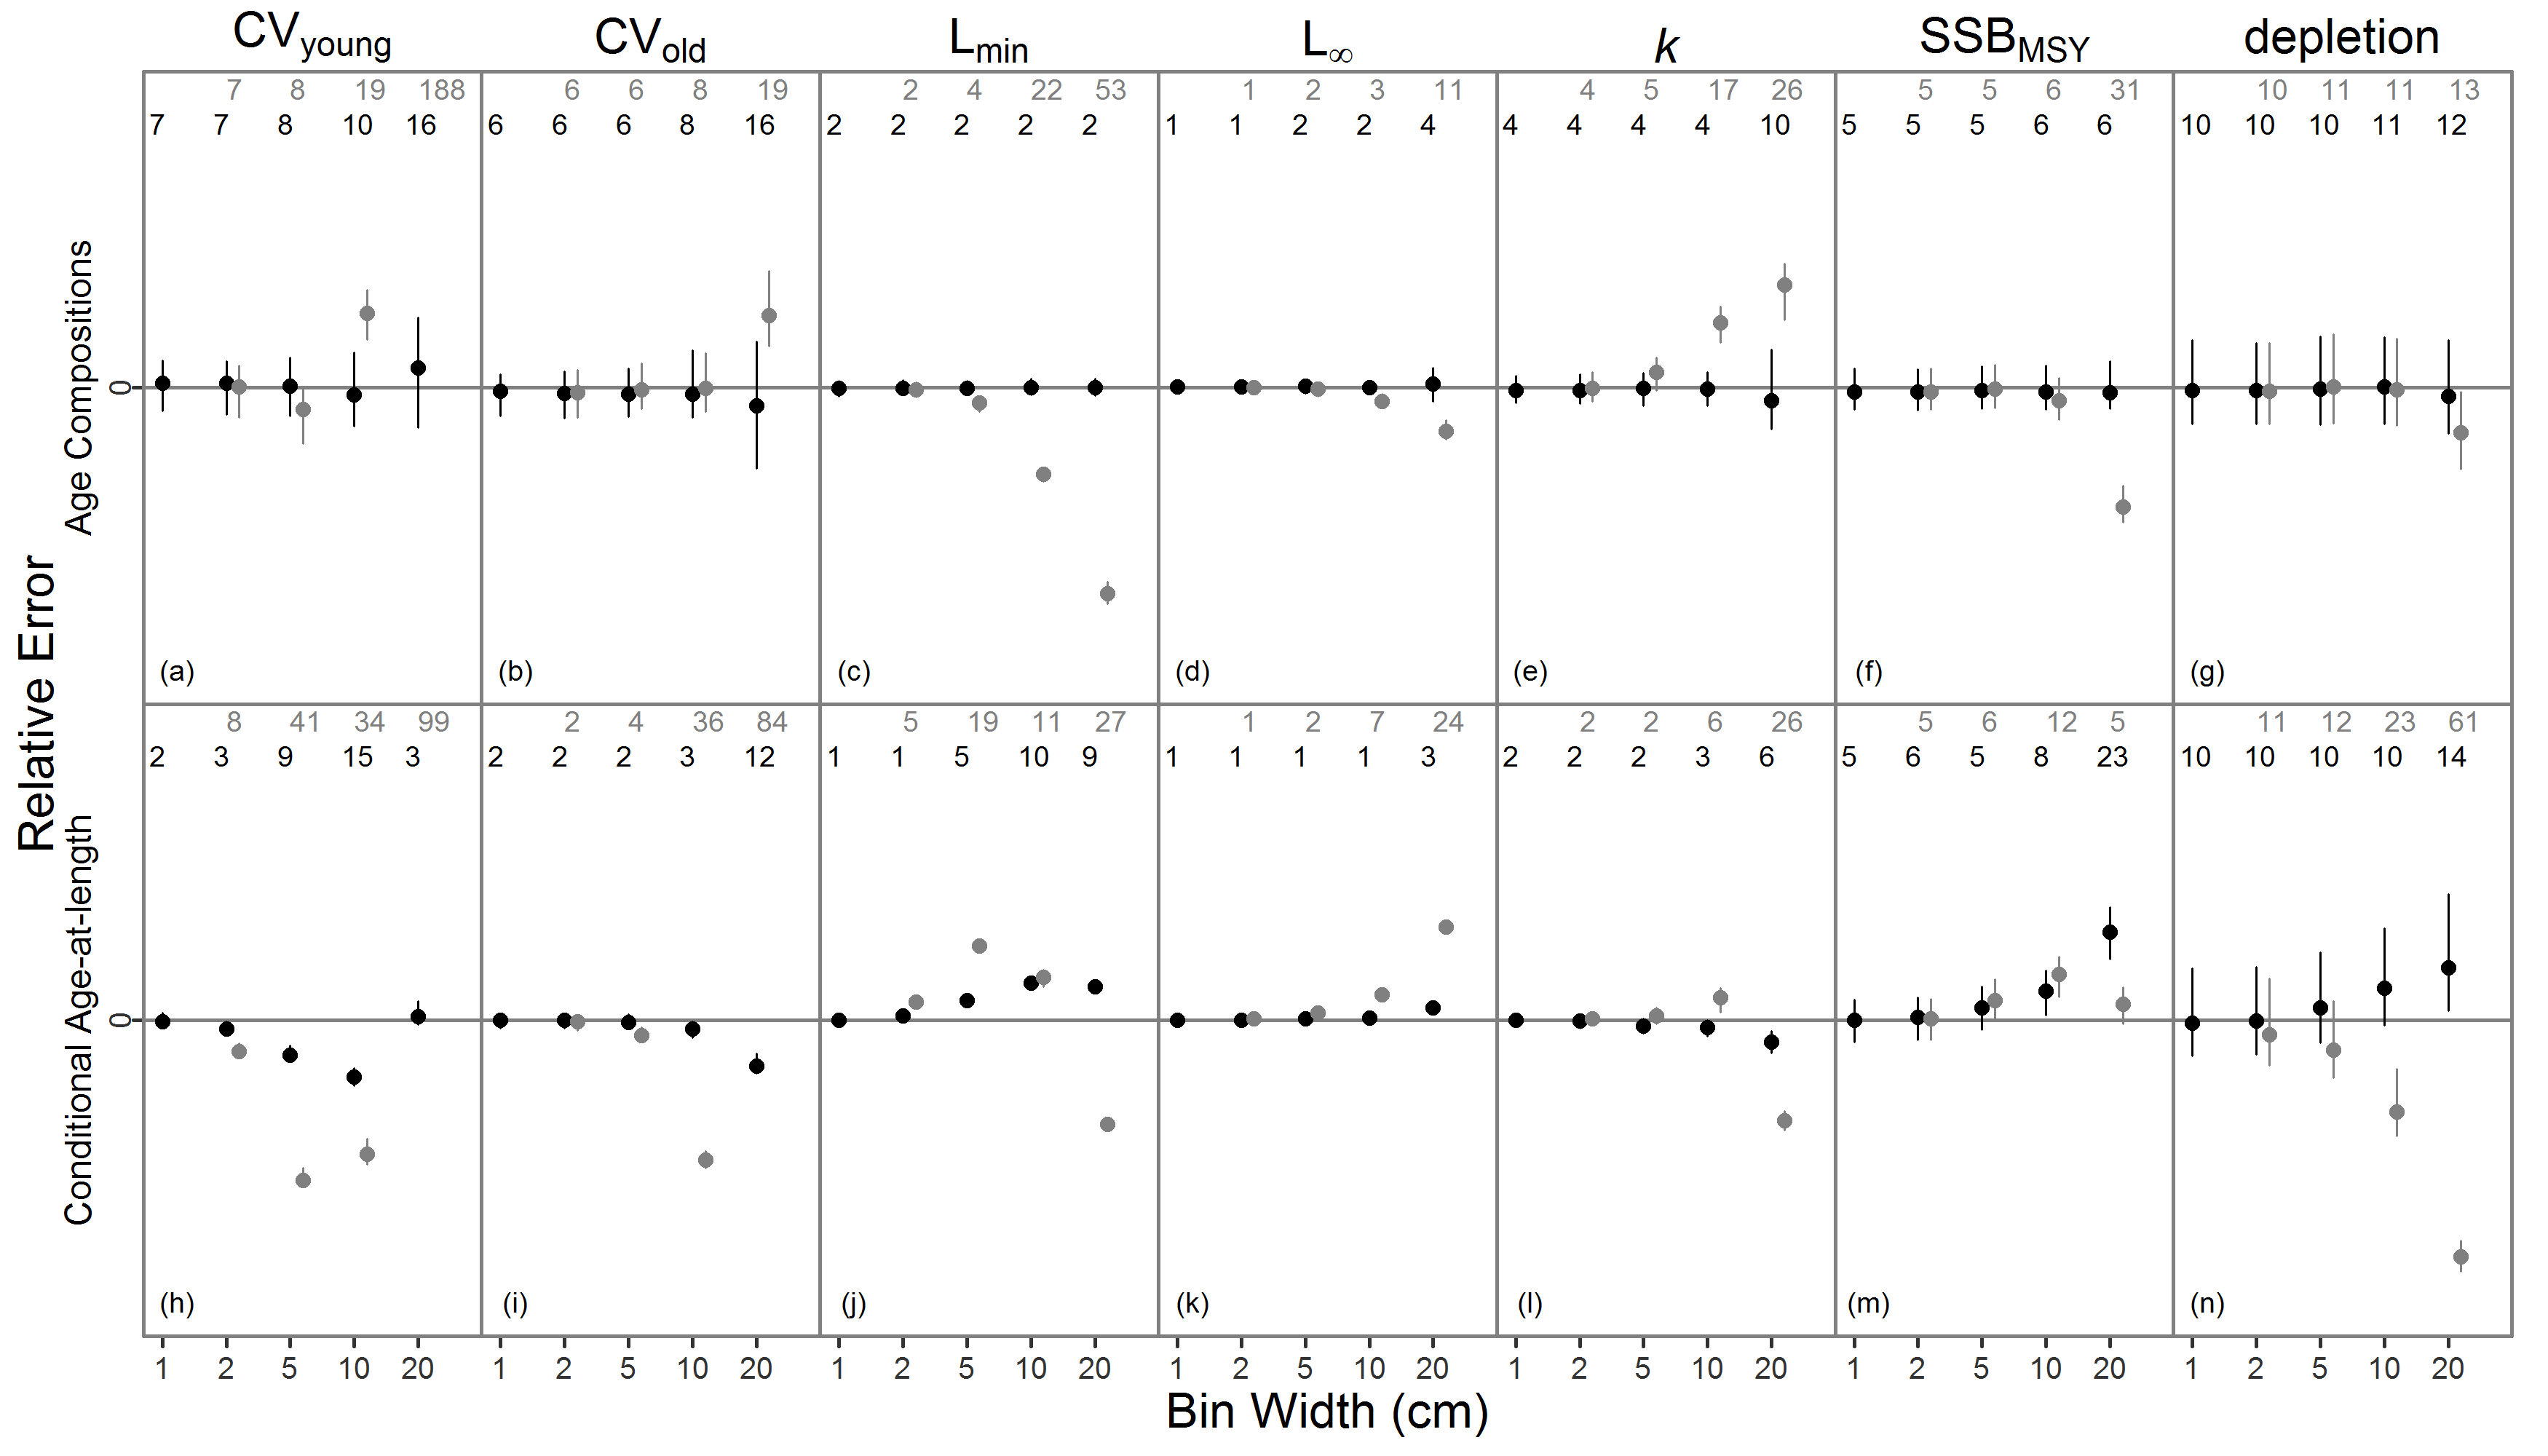 CVyoung CVold Lmin L∞ k SSBMSY depletion
7 8 19 188 6 6 8 19 2 4 22 53 1 2 3 11 4 5 17 26 5 5 6 31 10 11 11 13
7 7 8 10 16 6 6 6 8 16 2 2 2 2 2 1 1 2 2 4 4 4 4 4 10 5 5 5 6 6 10 10 10 11 12
Age Compositions
0
(a) (b) (c) (d) (e) (f) (g)
Relative Error
8 41 34 99 2 4 36 84 5 19 11 27 1 2 7 24 2 2 6 26 5 6 12 5 11 12 23 61
2 3 9 15 3 2 2 2 3 12 1 1 5 10 9 1 1 1 1 3 2 2 2 3 6 5 6 5 8 23 10 10 10 10 14
Conditional Age-at-length
0
(h) (i) (j) (k) (l) (m) (n)
1 2 5 10 20 1 2 5 10 20 1 2 5 10 20 1 2 5 10 20 1 2 5 10 20 1 2 5 10 20 1 2 5 10 20
Bin Width (cm)